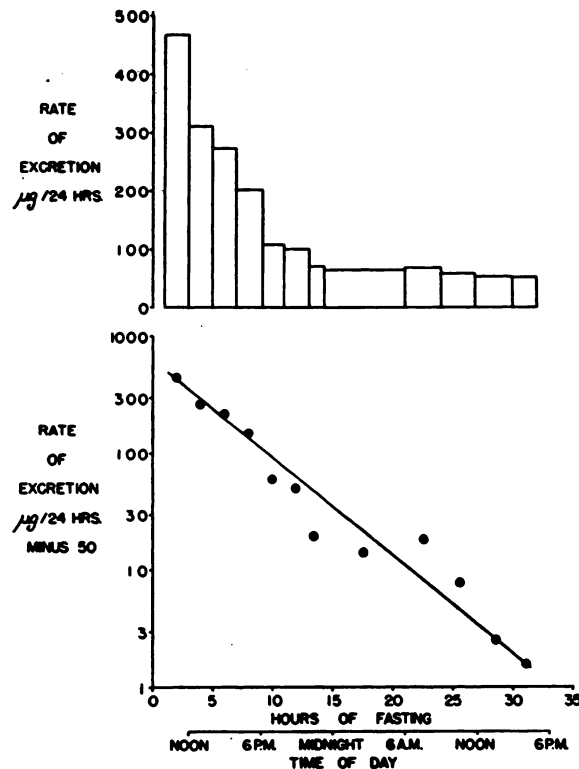 500
400
300
200
100
0
RATE
OF
EXCRETION
µg/24 HRS.
1000
300
100
30
10
3
1
RATE
OF
EXCRETION
µg/24 HRS.
MINUS 50
0 5 10 15 20 25 30 35
HOURS OF FASTING
NOON 6 P.M. MIDNIGHT 6 A.M. NOON 6 P.M.
TIME OF DAY